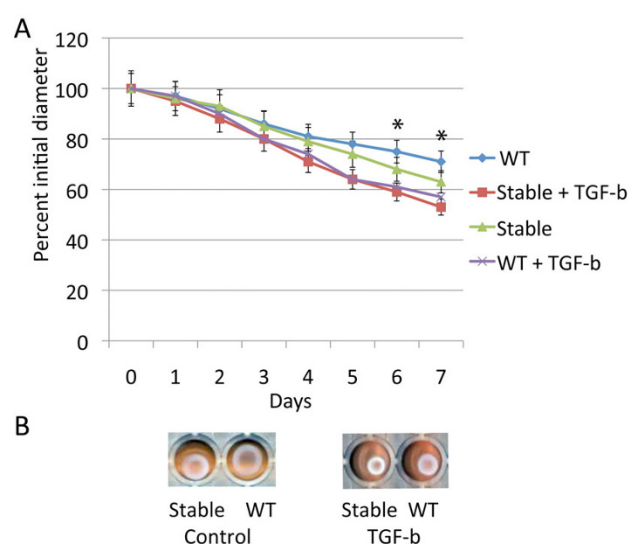 A
Percent initial diameter
120
100
80
60
40
20
0
* *
0 1 2 3 4 5 6 7
Days
WT
Stable + TGF-b
Stable
WT + TGF-b
B
Stable WT Stable WT
Control TGF-b